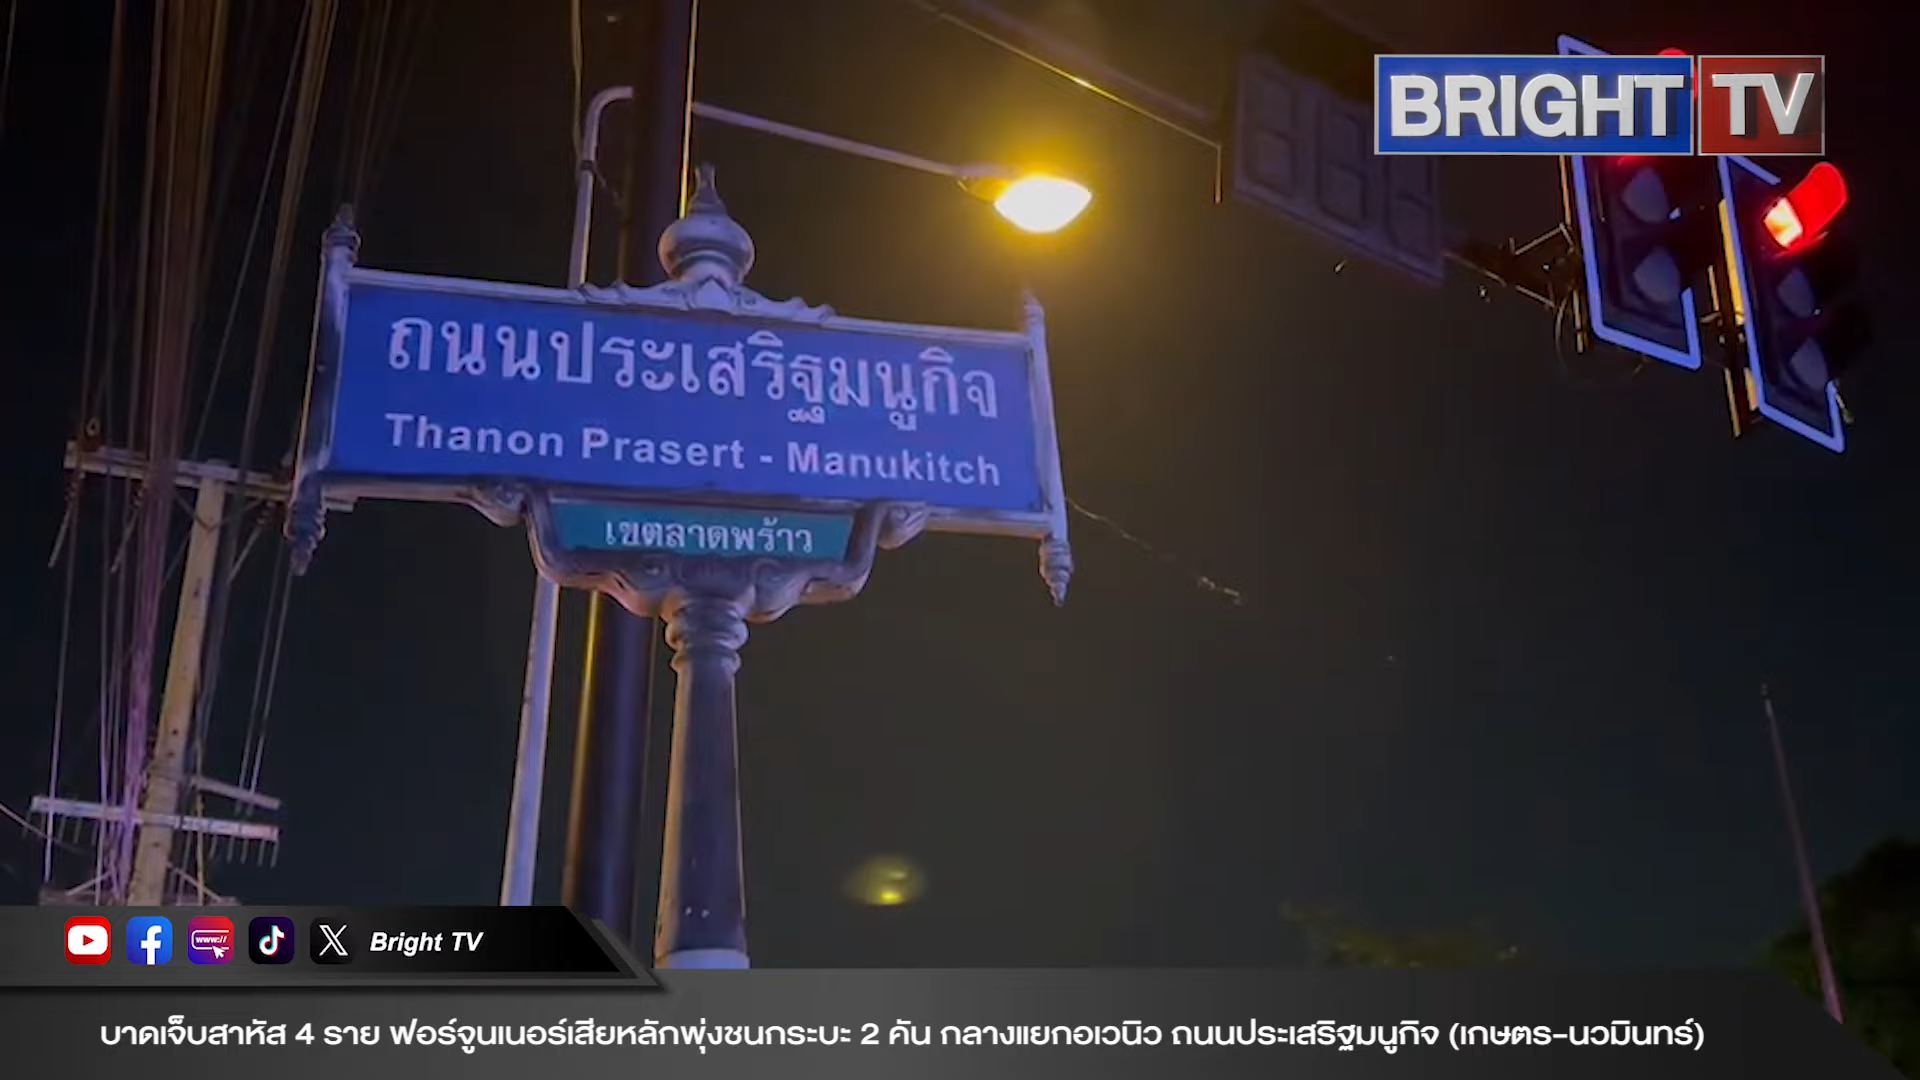 BRIGHT TV
ถนนประเสริฐมนูกิจ
Thanon Prasert - Manukitch
เขตลาดพร้าว
www://
Bright TV
บาดเจ็บสาหัส 4 ราย ฟอร์จูนเนอร์เสียหลักพุ่งชนกระบะ 2 คัน กลางแยกอเวนิว ถนนประเสริฐมนูกิจ (เกษตร-นวมินทร์)